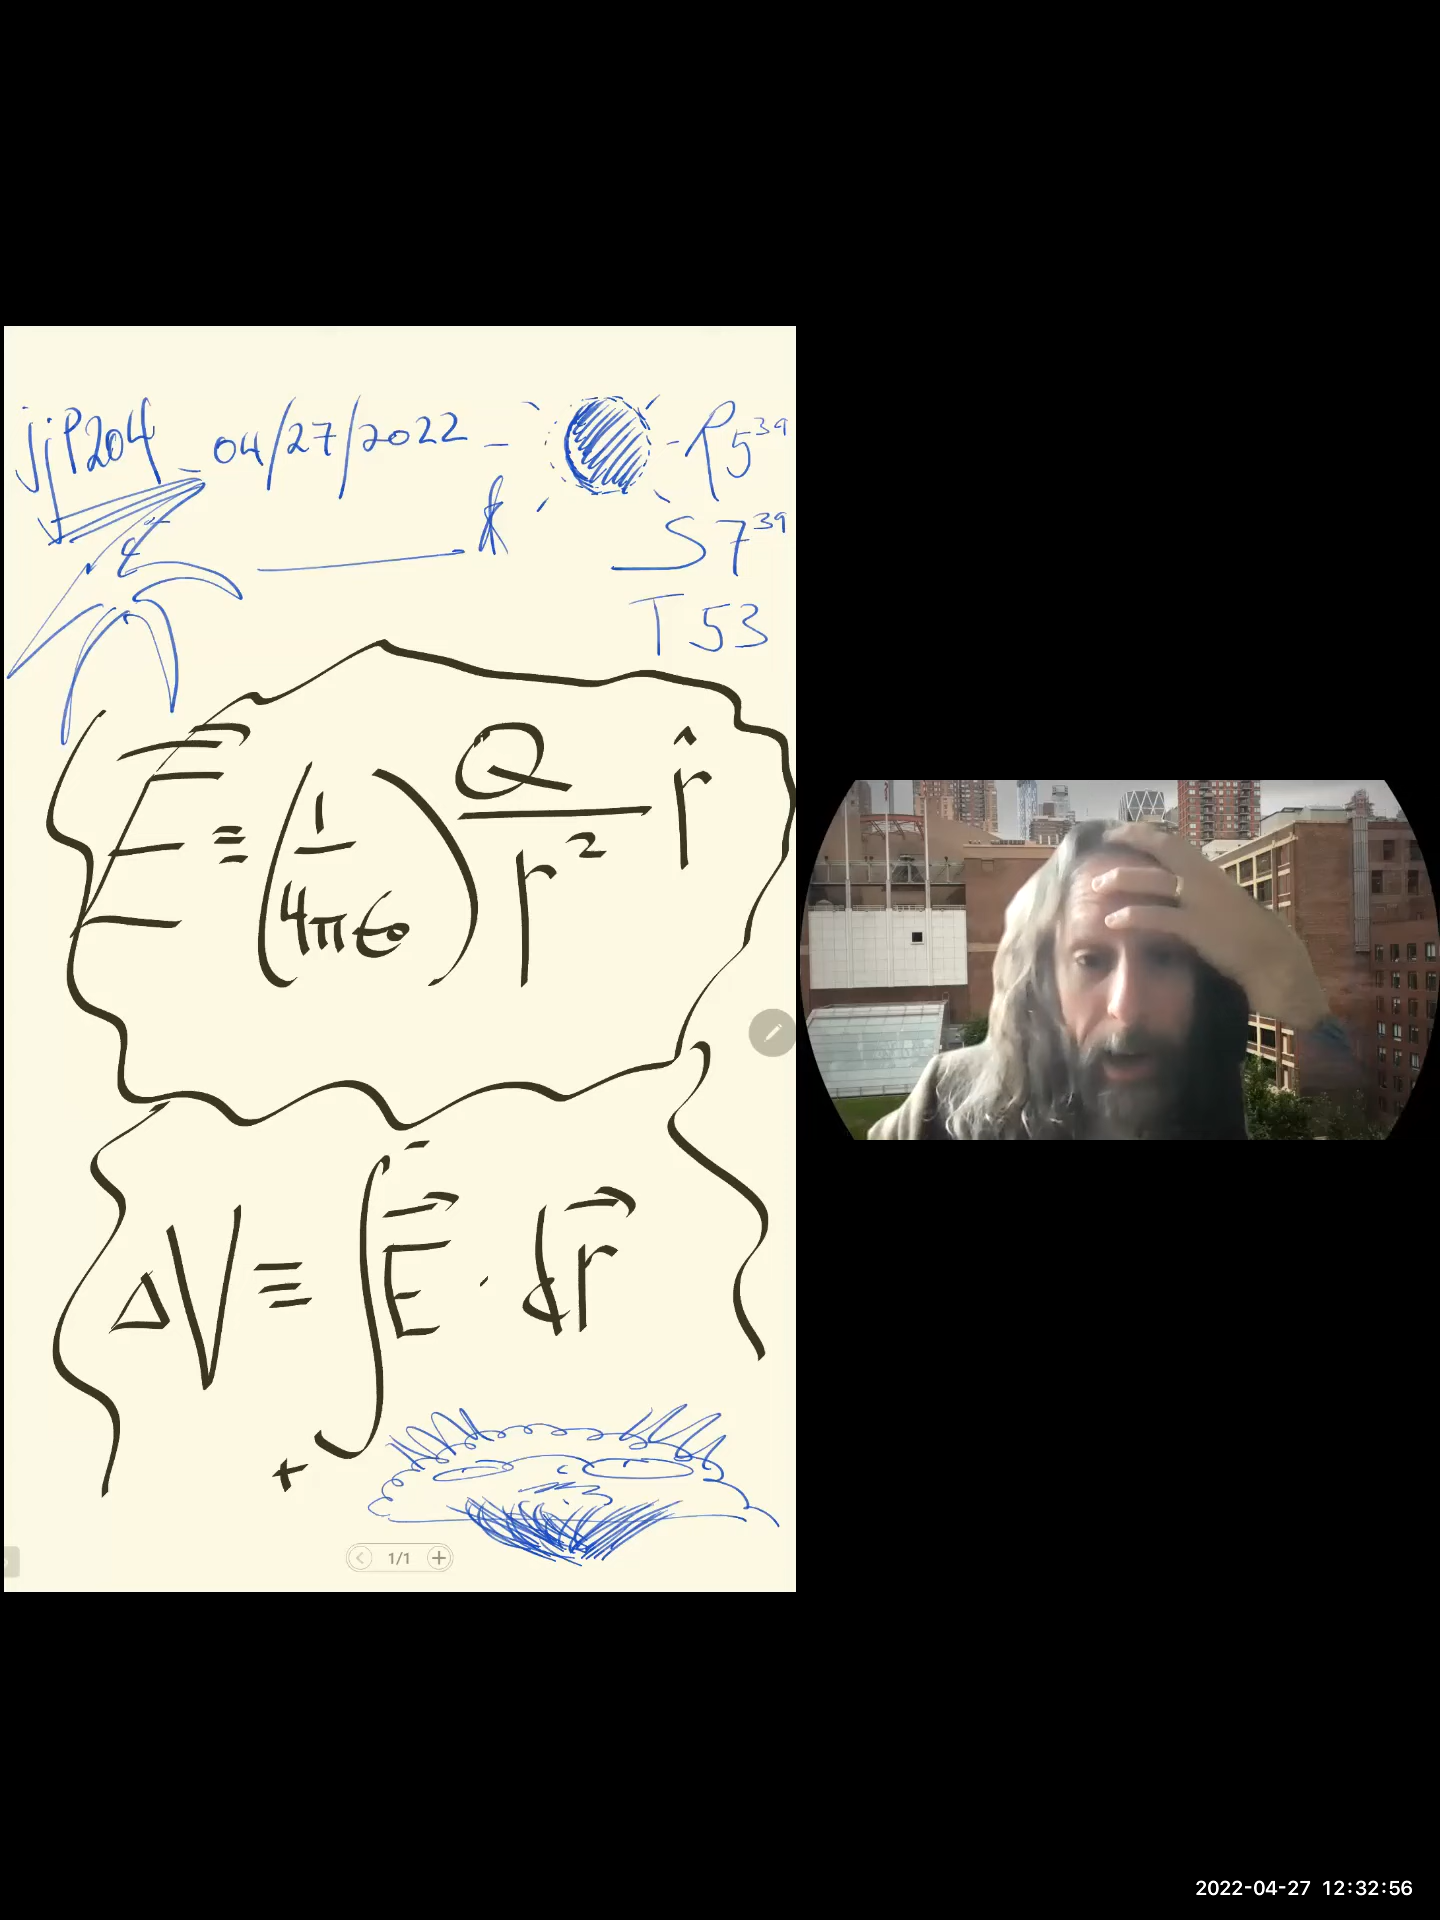 jjP204 - 04/27/2022 - - R5³⁹
S7³⁹
T 53
E⃗ = (1/4πϵ₀) Q/r² r̂
ΔV ≡ ∫₊⁻ E⃗ · dr⃗
1/1
2022-04-27 12:32:56